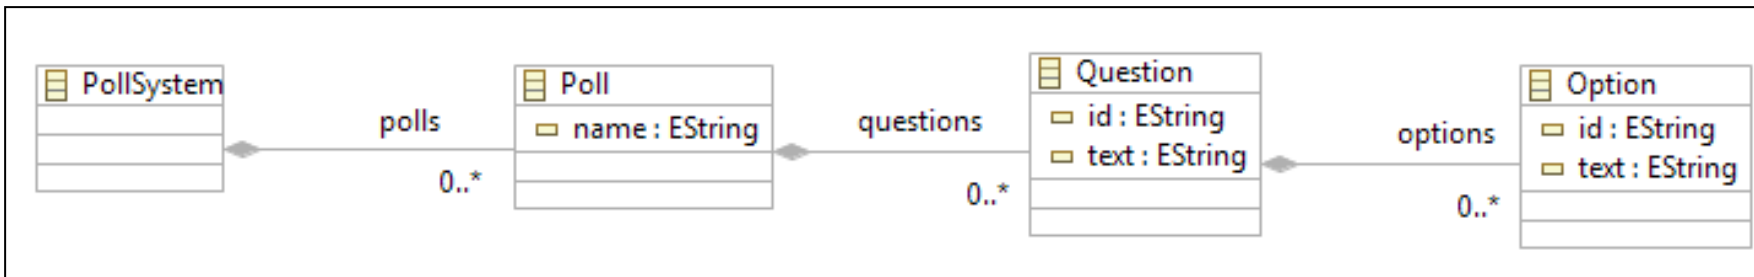 PollSystem
polls
0..*
Poll
name : EString
questions
0..*
Question
id : EString
text : EString
options
0..*
Option
id : EString
text : EString